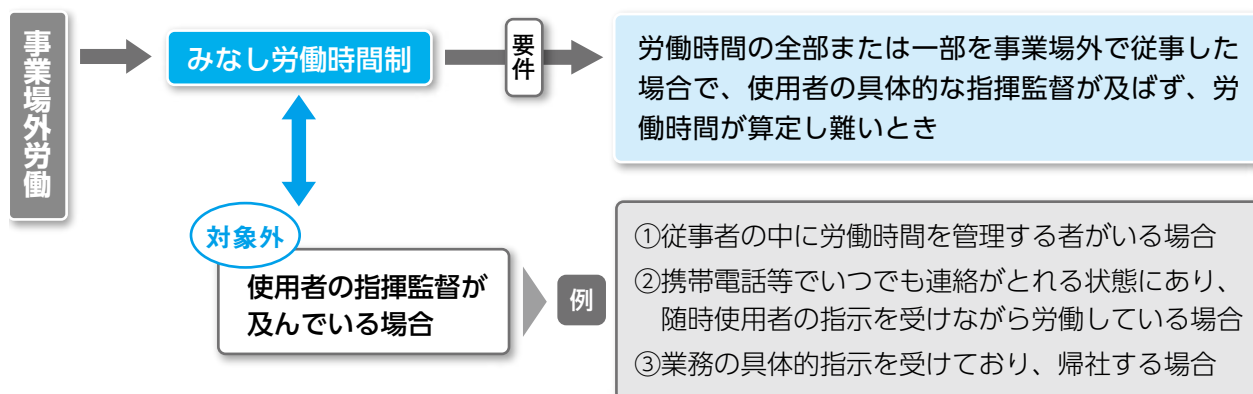 事業場外労働
みなし労働時間制
要件
労働時間の全部または一部を事業場外で従事した
場合で、使用者の具体的な指揮監督が及ばず、労
働時間が算定し難いとき
対象外
使用者の指揮監督が
及んでいる場合
例
①従事者の中に労働時間を管理する者がいる場合
②携帯電話等でいつでも連絡がとれる状態にあり、
随時使用者の指示を受けながら労働している場合
③業務の具体的指示を受けており、帰社する場合